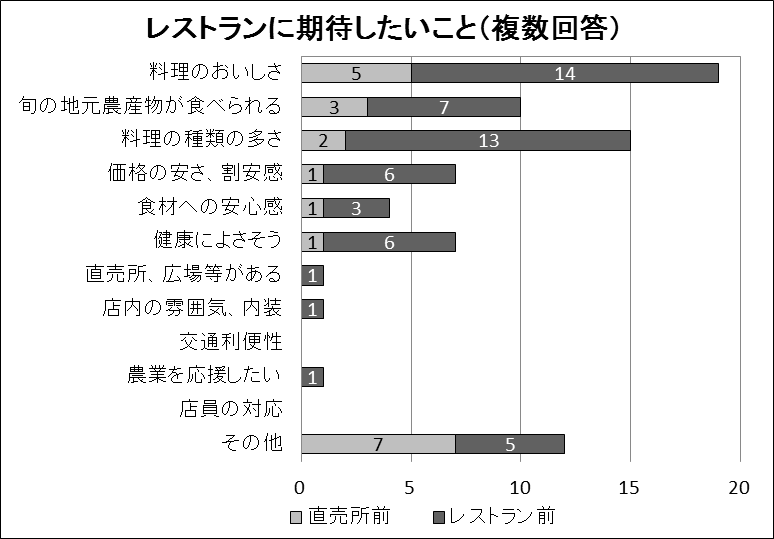 レストランに期待したいこと（複数回答）
料理のおいしさ 5 14
旬の地元農産物が食べられる 3 7
料理の種類の多さ 2 13
価格の安さ、割安感 1 6
食材への安心感 1 3
健康によさそう 1 6
直売所、広場等がある 1
店内の雰囲気、内装 1
交通利便性
農業を応援したい 1
店員の対応
その他 7 5
0 5 10 15 20
直売所前 レストラン前